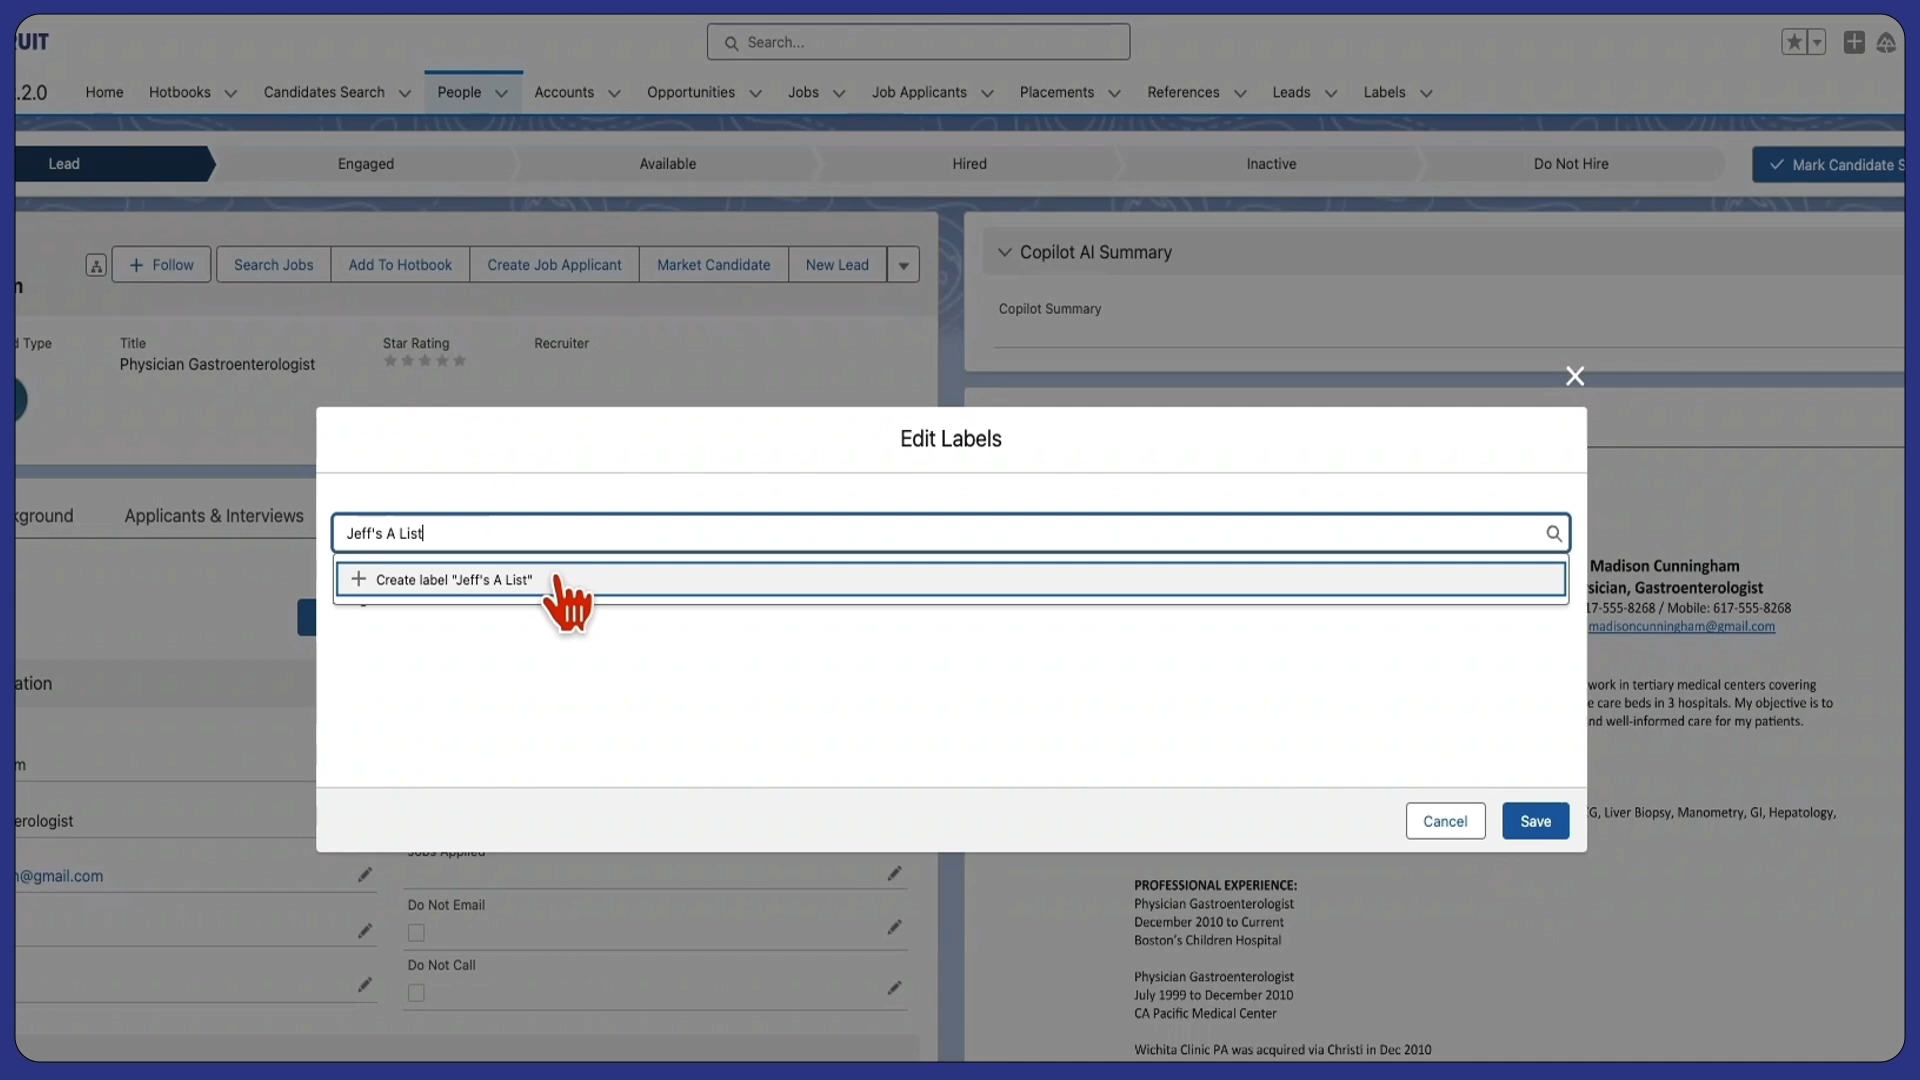 UIT
Search...
.2.0
Home
Hotbooks
Candidates Search
People
Accounts
Opportunities
Jobs
Job Applicants
Placements
References
Leads
Labels
Lead
Engaged
Available
Hired
Inactive
Do Not Hire
Mark Candidate S
Follow
Search Jobs
Add To Hotbook
Create Job Applicant
Market Candidate
New Lead
n
d Type
Title
Physician Gastroenterologist
Star Rating
Recruiter
Copilot AI Summary
Copilot Summary
Edit Labels
Jeff's A List
Create label "Jeff's A List"
Cancel
Save
kground
Applicants & Interviews
ation
m
erologist
n@gmail.com
Jobs Applied
Do Not Email
Do Not Call
Madison Cunningham
sician, Gastroenterologist
17-555-8268 / Mobile: 617-555-8268
madisoncunningham@gmail.com
work in tertiary medical centers covering
e care beds in 3 hospitals. My objective is to
nd well-informed care for my patients.
G, Liver Biopsy, Manometry, GI, Hepatology,
PROFESSIONAL EXPERIENCE:
Physician Gastroenterologist
December 2010 to Current
Boston's Children Hospital
Physician Gastroenterologist
July 1999 to December 2010
CA Pacific Medical Center
Wichita Clinic PA was acquired via Christi in Dec 2010